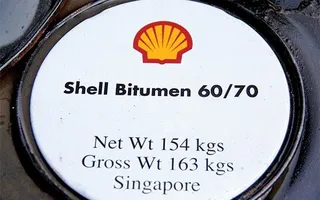 Shell Bitumen 60/70
Net Wt 154 kgs
Gross Wt 163 kgs
Singapore